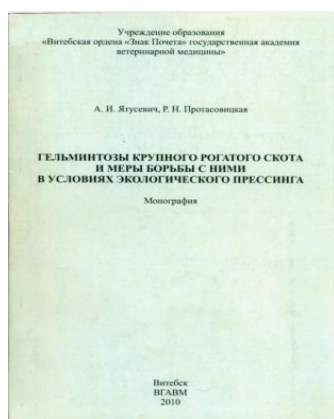 Учреждение образования
«Витебская ордена «Знак Почета» государственная академия
ветеринарной медицины»
А. И. Ятусевич, Р. Н. Протасовицкая
ГЕЛЬМИНТОЗЫ КРУПНОГО РОГАТОГО СКОТА
И МЕРЫ БОРЬБЫ С НИМИ
В УСЛОВИЯХ ЭКОЛОГИЧЕСКОГО ПРЕССИНГА
Монография
Витебск
ВГАВМ
2010